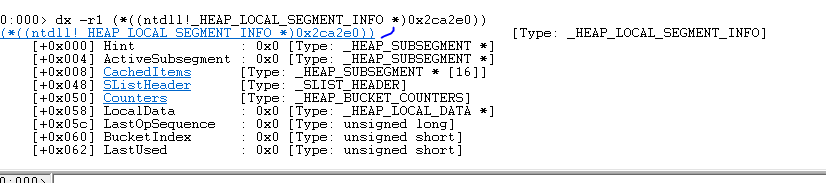 0:000> dx -r1 (*((ntdll!_HEAP_LOCAL_SEGMENT_INFO *)0x2ca2e0))
(*((ntdll!_HEAP_LOCAL_SEGMENT_INFO *)0x2ca2e0)) [Type: _HEAP_LOCAL_SEGMENT_INFO]
[+0x000] Hint : 0x0 [Type: _HEAP_SUBSEGMENT *]
[+0x004] ActiveSubsegment : 0x0 [Type: _HEAP_SUBSEGMENT *]
[+0x008] CachedItems [Type: _HEAP_SUBSEGMENT * [16]]
[+0x048] SListHeader [Type: _SLIST_HEADER]
[+0x050] Counters [Type: _HEAP_BUCKET_COUNTERS]
[+0x058] LocalData : 0x0 [Type: _HEAP_LOCAL_DATA *]
[+0x05c] LastOpSequence : 0x0 [Type: unsigned long]
[+0x060] BucketIndex : 0x0 [Type: unsigned short]
[+0x062] LastUsed : 0x0 [Type: unsigned short]
0:000>